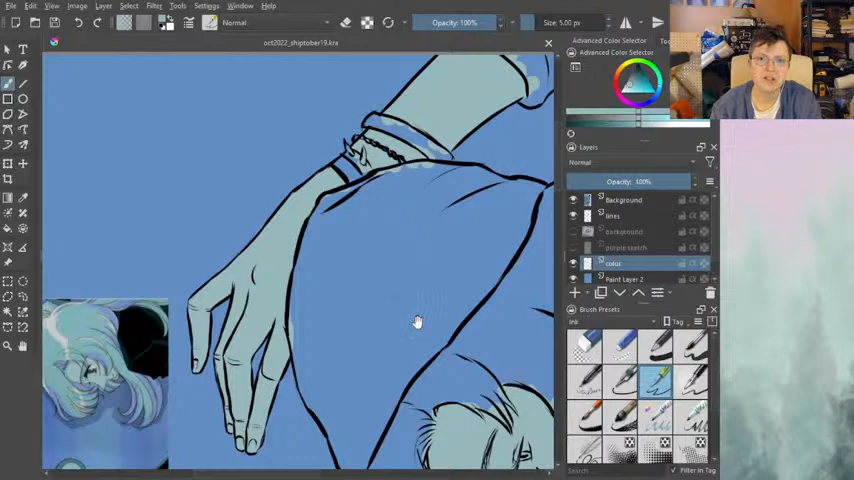 File Edit View Image Layer Select Filter Tools Settings Window Help
Normal Opacity: 100% Size: 5.00 px
oct2022_shiptober19.kra
Advanced Color Selector
Advanced Color Selector
Layers
Normal
Opacity: 100%
Background
lines
background
purple sketch
color
Paint Layer 2
Brush Presets
Ink Tag
Search...
Filter in Tag